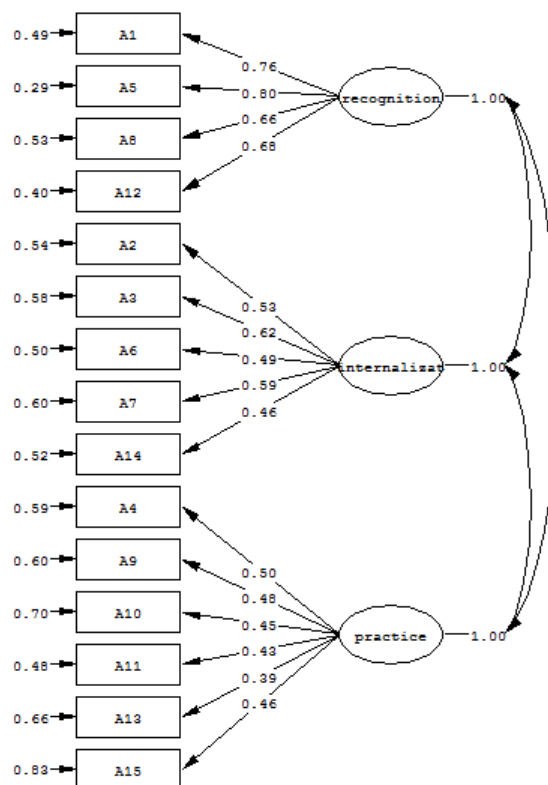 0.49 A1
0.76
0.29 A5 0.80 recognition 1.00
0.66
0.53 A8
0.68
0.40 A12
0.54 A2
0.58 A3 0.53
0.62
0.50 A6 0.49 internalizat 1.00
0.59
0.60 A7
0.46
0.52 A14
0.59 A4
0.50
0.60 A9
0.48
0.70 A10 0.45 practice 1.00
0.43
0.48 A11
0.39
0.46
0.66 A13
0.83 A15